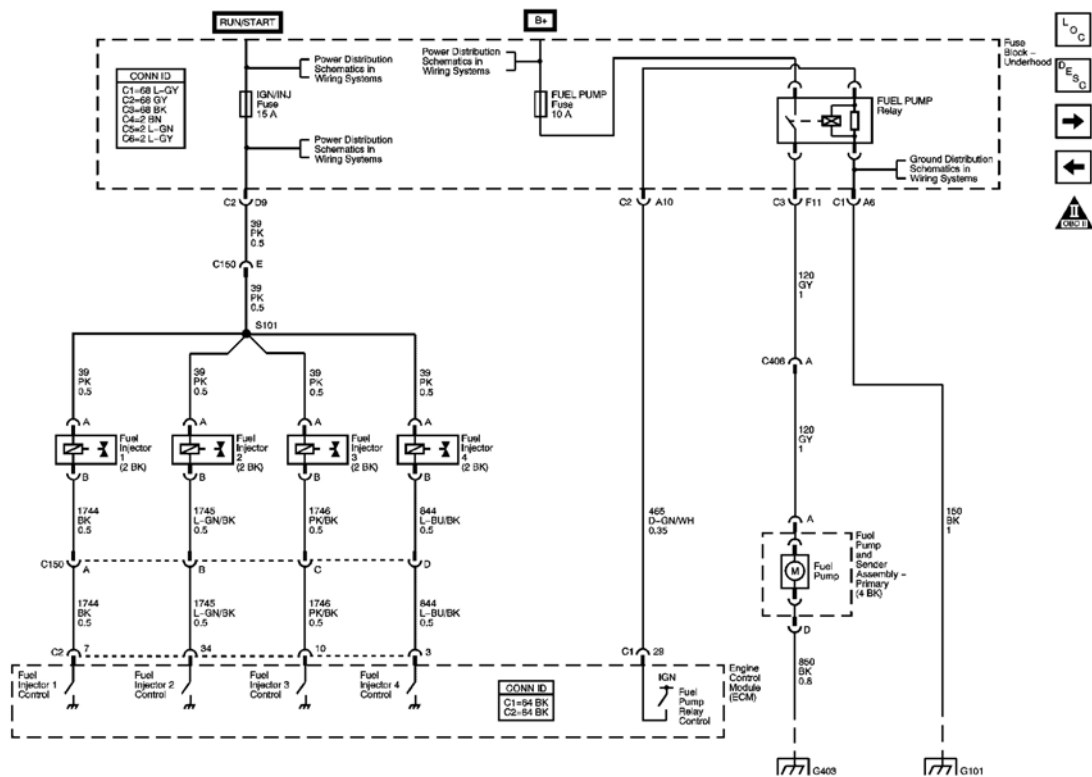 RUN/START
B+
LOC
DESC
II
OBD II
Fuse
Block –
Underhood
CONN ID
C1=68 L-GY
C2=68 GY
C3=68 BK
C4=2 BN
C5=2 L-GN
C6=2 L-GY
Power Distribution
Schematics in
Wiring Systems
IGN/INJ
Fuse
15 A
Power Distribution
Schematics in
Wiring Systems
Power Distribution
Schematics in
Wiring Systems
FUEL PUMP
Fuse
10 A
FUEL PUMP
Relay
Ground Distribution
Schematics in
Wiring Systems
C2 D9
C2 A10
C3 F11
C1 A6
39
PK
0.5
C150 E
39
PK
0.5
S101
39
PK
0.5
39
PK
0.5
39
PK
0.5
39
PK
0.5
A
A
A
A
Fuel
Injector
1
(2 BK)
Fuel
Injector
2
(2 BK)
Fuel
Injector
3
(2 BK)
Fuel
Injector
4
(2 BK)
B
B
B
B
1744
BK
0.5
1745
L-GN/BK
0.5
1746
PK/BK
0.5
844
L-BU/BK
0.5
C150 A
B
C
D
1744
BK
0.5
1745
L-GN/BK
0.5
1746
PK/BK
0.5
844
L-BU/BK
0.5
C2 7
34
10
3
Fuel
Injector 1
Control
Fuel
Injector 2
Control
Fuel
Injector 3
Control
Fuel
Injector 4
Control
CONN ID
C1=64 BK
C2=64 BK
465
D-GN/WH
0.35
C1 28
IGN
Fuel
Pump
Relay
Control
Engine
Control
Module
(ECM)
120
GY
1
C406 A
120
GY
1
A
M
Fuel
Pump
Fuel
Pump
and
Sender
Assembly –
Primary
(4 BK)
D
850
BK
0.8
G403
150
BK
1
G101